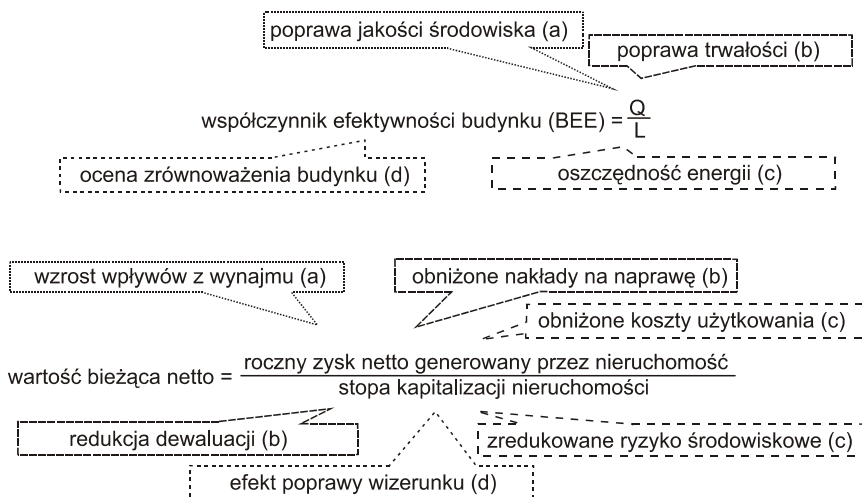 poprawa jakości środowiska (a)
poprawa trwałości (b)
współczynnik efektywności budynku (BEE) = Q
L
ocena zrównoważenia budynku (d)
oszczędność energii (c)
wzrost wpływów z wynajmu (a)
obniżone nakłady na naprawę (b)
obniżone koszty użytkowania (c)
wartość bieżąca netto = roczny zysk netto generowany przez nieruchomość
stopa kapitalizacji nieruchomości
redukcja dewaluacji (b)
zredukowane ryzyko środowiskowe (c)
efekt poprawy wizerunku (d)